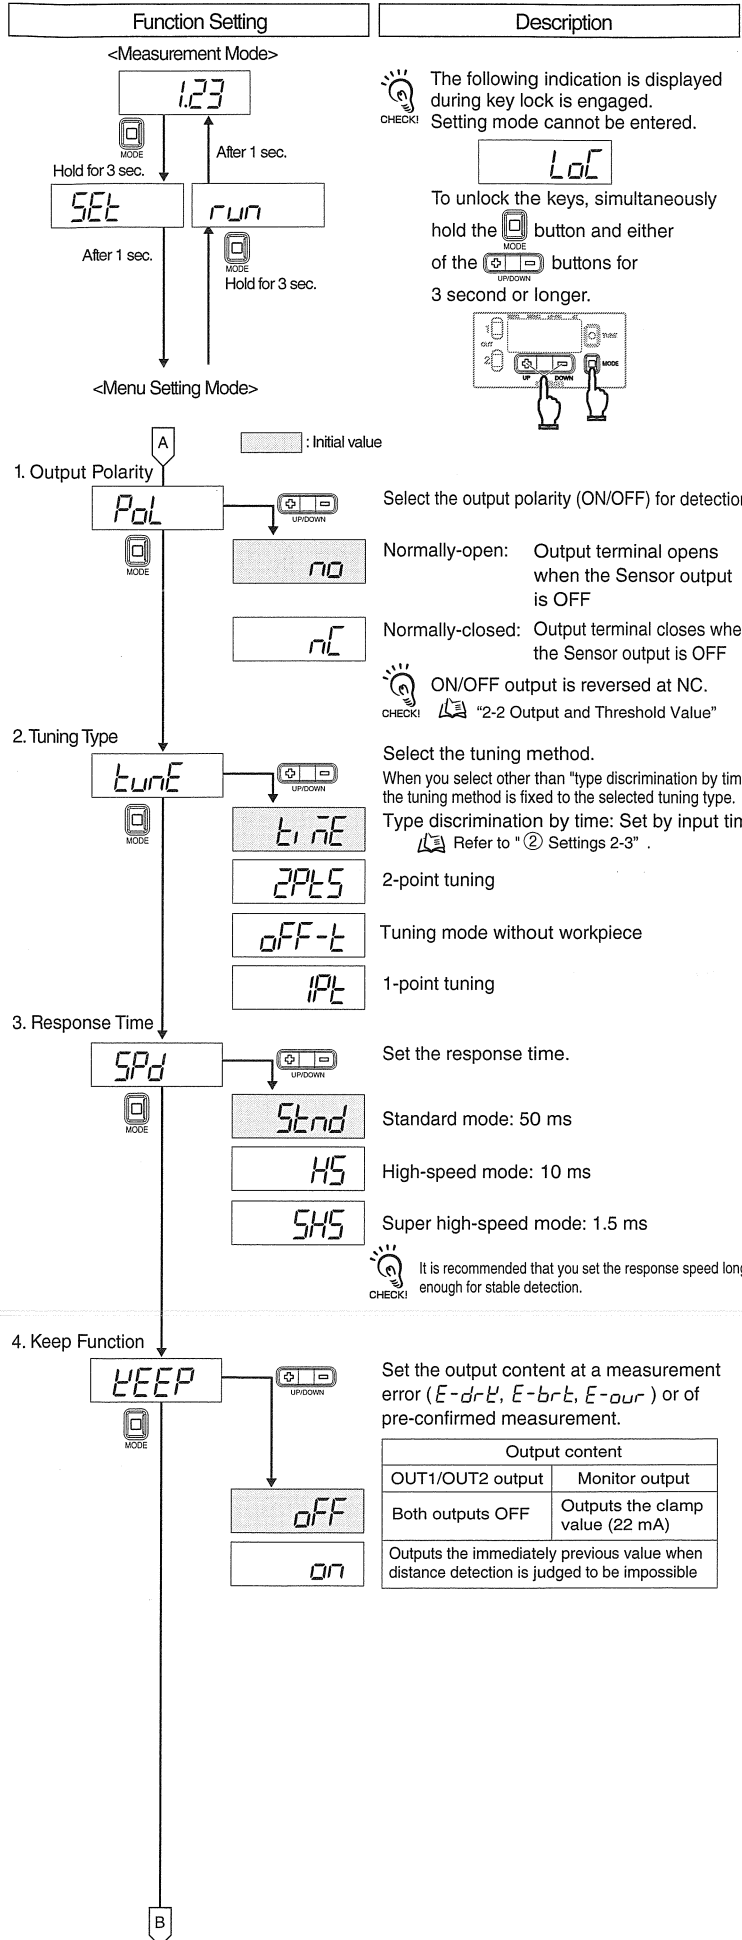 Function Setting
Description
<Measurement Mode>
1.23
MODE
Hold for 3 sec.
After 1 sec.
SEt
run
After 1 sec.
MODE
Hold for 3 sec.
<Menu Setting Mode>
CHECK!
The following indication is displayed
during key lock is engaged.
Setting mode cannot be entered.
LoC
To unlock the keys, simultaneously
hold the MODE button and either
of the UP/DOWN buttons for
3 second or longer.
1
OUT
2
UP DOWN
MODE
TUNE
A
: Initial value
1. Output Polarity
PoL
MODE
UP/DOWN
no
nC
Select the output polarity (ON/OFF) for detection
Normally-open: Output terminal opens
when the Sensor output
is OFF
Normally-closed: Output terminal closes whe
the Sensor output is OFF
CHECK!
ON/OFF output is reversed at NC.
"2-2 Output and Threshold Value"
2. Tuning Type
tunE
MODE
UP/DOWN
Select the tuning method.
When you select other than "type discrimination by tim
the tuning method is fixed to the selected tuning type.
tiñE
Type discrimination by time: Set by input tim
Refer to "② Settings 2-3" .
2PtS
2-point tuning
oFF-t
Tuning mode without workpiece
1Pt
1-point tuning
3. Response Time
SPd
MODE
UP/DOWN
Set the response time.
Stnd
Standard mode: 50 ms
HS
High-speed mode: 10 ms
SHS
Super high-speed mode: 1.5 ms
CHECK!
It is recommended that you set the response speed long
enough for stable detection.
4. Keep Function
KEEP
MODE
UP/DOWN
Set the output content at a measurement
error (E-drK, E-brt, E-our) or of
pre-confirmed measurement.
Output content
OUT1/OUT2 output
Monitor output
oFF
Both outputs OFF
Outputs the clamp
value (22 mA)
on
Outputs the immediately previous value when
distance detection is judged to be impossible
B